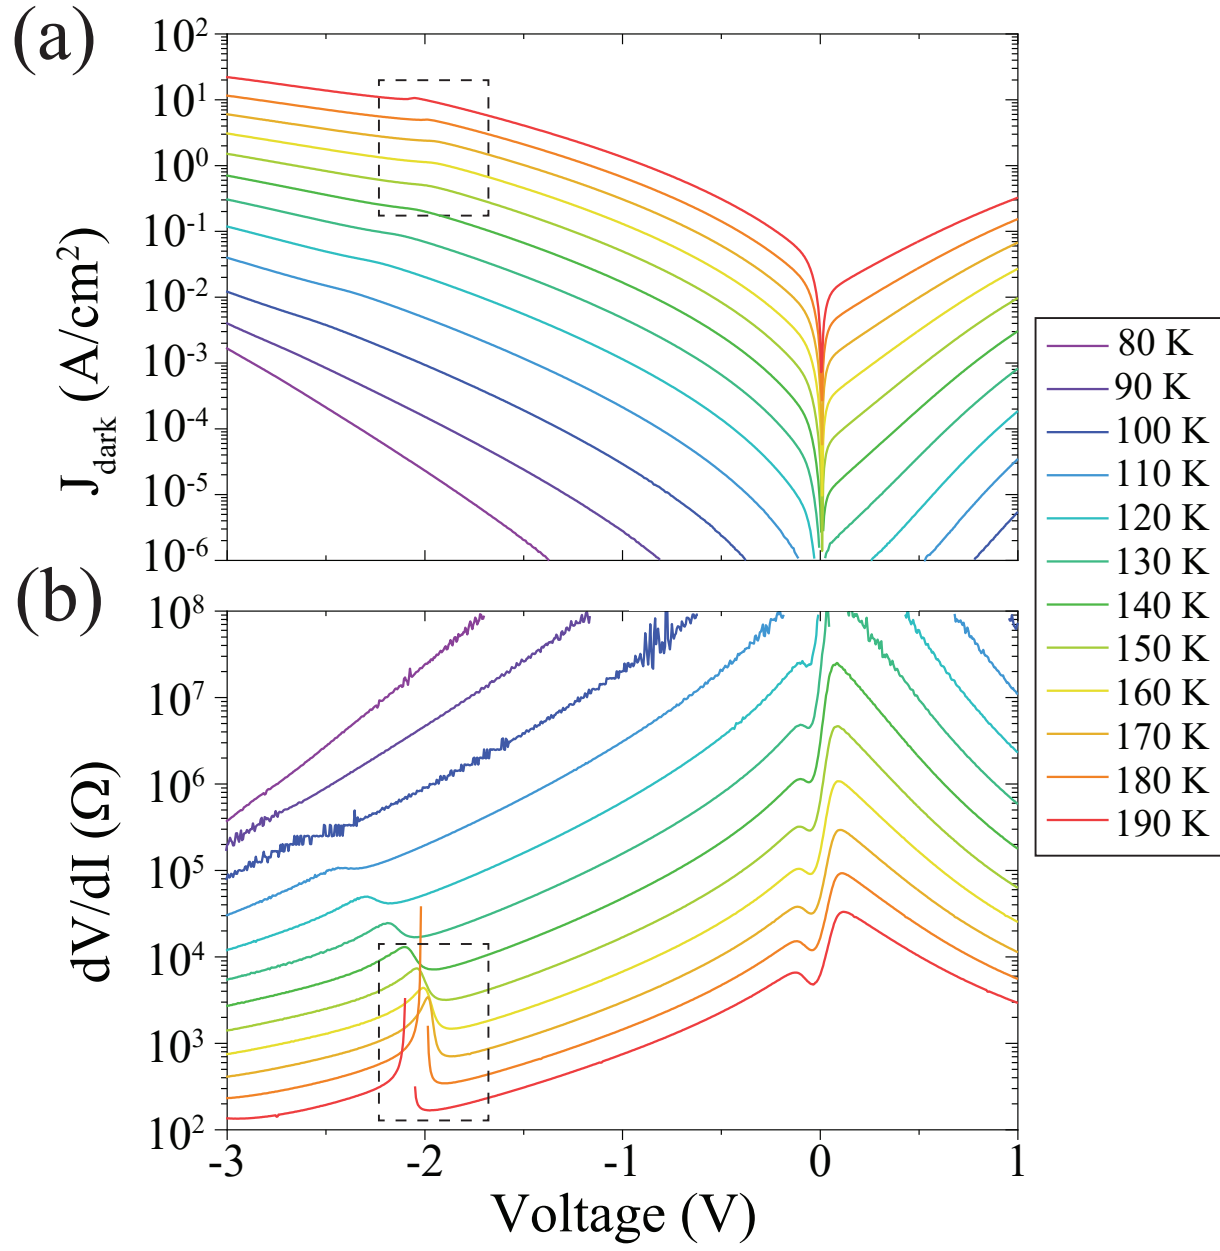 (a)
10²
10¹
10⁰
10⁻¹
10⁻²
10⁻³
10⁻⁴
10⁻⁵
10⁻⁶
J_dark (A/cm²)
80 K
90 K
100 K
110 K
120 K
130 K
140 K
150 K
160 K
170 K
180 K
190 K
(b)
10⁸
10⁷
10⁶
10⁵
10⁴
10³
10²
dV/dI (Ω)
-3 -2 -1 0 1
Voltage (V)